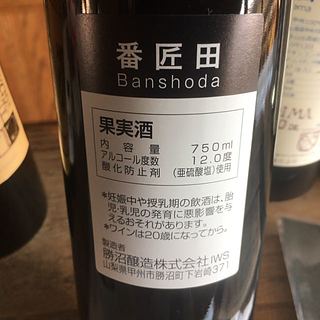 番匠田
Banshoda
果実酒
内容量 750ml
アルコール度数 12.0度
酸化防止剤 (亜硫酸塩)使用
*妊娠中や授乳期の飲酒は、胎
児・乳児の発育に悪影響を与
えるおそれがあります。
*ワインは20歳になってから。
製造者
勝沼醸造株式会社IWS
山梨県甲州市勝沼町下岩崎371